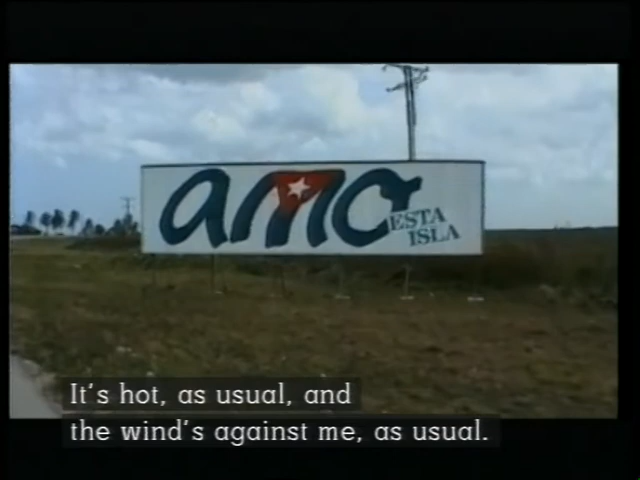 amo
ESTA
ISLA
It's hot, as usual, and
the wind's against me, as usual.